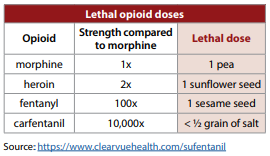 Lethal opioid doses
Opioid Strength compared to morphine Lethal dose
morphine 1x 1 pea
heroin 2x 1 sunflower seed
fentanyl 100x 1 sesame seed
carfentanil 10,000x < ½ grain of salt
Source: https://www.clearvuehealth.com/sufentanil